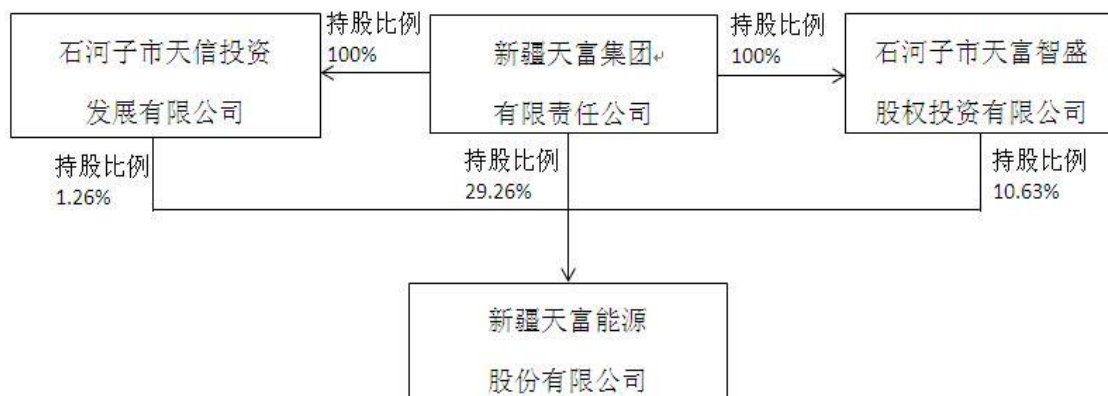 石河子市天信投资
发展有限公司
持股比例
100%
新疆天富集团
有限责任公司
持股比例
100%
石河子市天富智盛
股权投资有限公司
持股比例
1.26%
持股比例
29.26%
持股比例
10.63%
新疆天富能源
股份有限公司